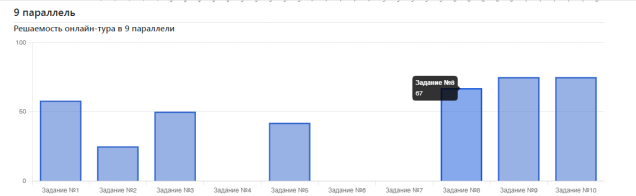 9 параллель
Решаемость онлайн-тура в 9 параллели
100
Задание №8
67
50
0
Задание №1 Задание №2 Задание №3 Задание №4 Задание №5 Задание №6 Задание №7 Задание №8 Задание №9 Задание №10